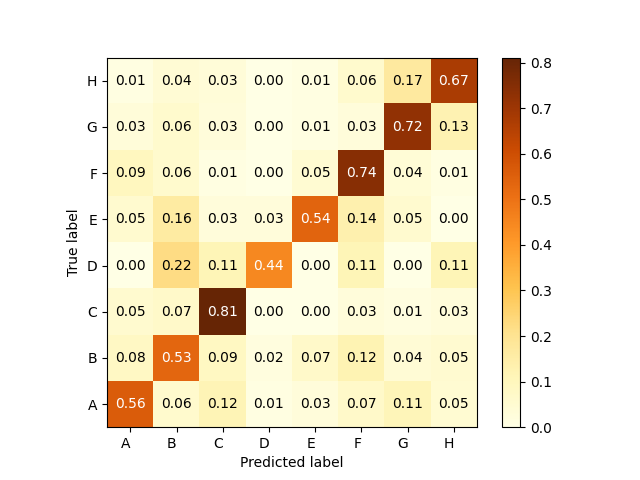 H 0.01 0.04 0.03 0.00 0.01 0.06 0.17 0.67
G 0.03 0.06 0.03 0.00 0.01 0.03 0.72 0.13
F 0.09 0.06 0.01 0.00 0.05 0.74 0.04 0.01
E 0.05 0.16 0.03 0.03 0.54 0.14 0.05 0.00
D 0.00 0.22 0.11 0.44 0.00 0.11 0.00 0.11
C 0.05 0.07 0.81 0.00 0.00 0.03 0.01 0.03
B 0.08 0.53 0.09 0.02 0.07 0.12 0.04 0.05
A 0.56 0.06 0.12 0.01 0.03 0.07 0.11 0.05
A B C D E F G H
Predicted label
True label
0.8
0.7
0.6
0.5
0.4
0.3
0.2
0.1
0.0